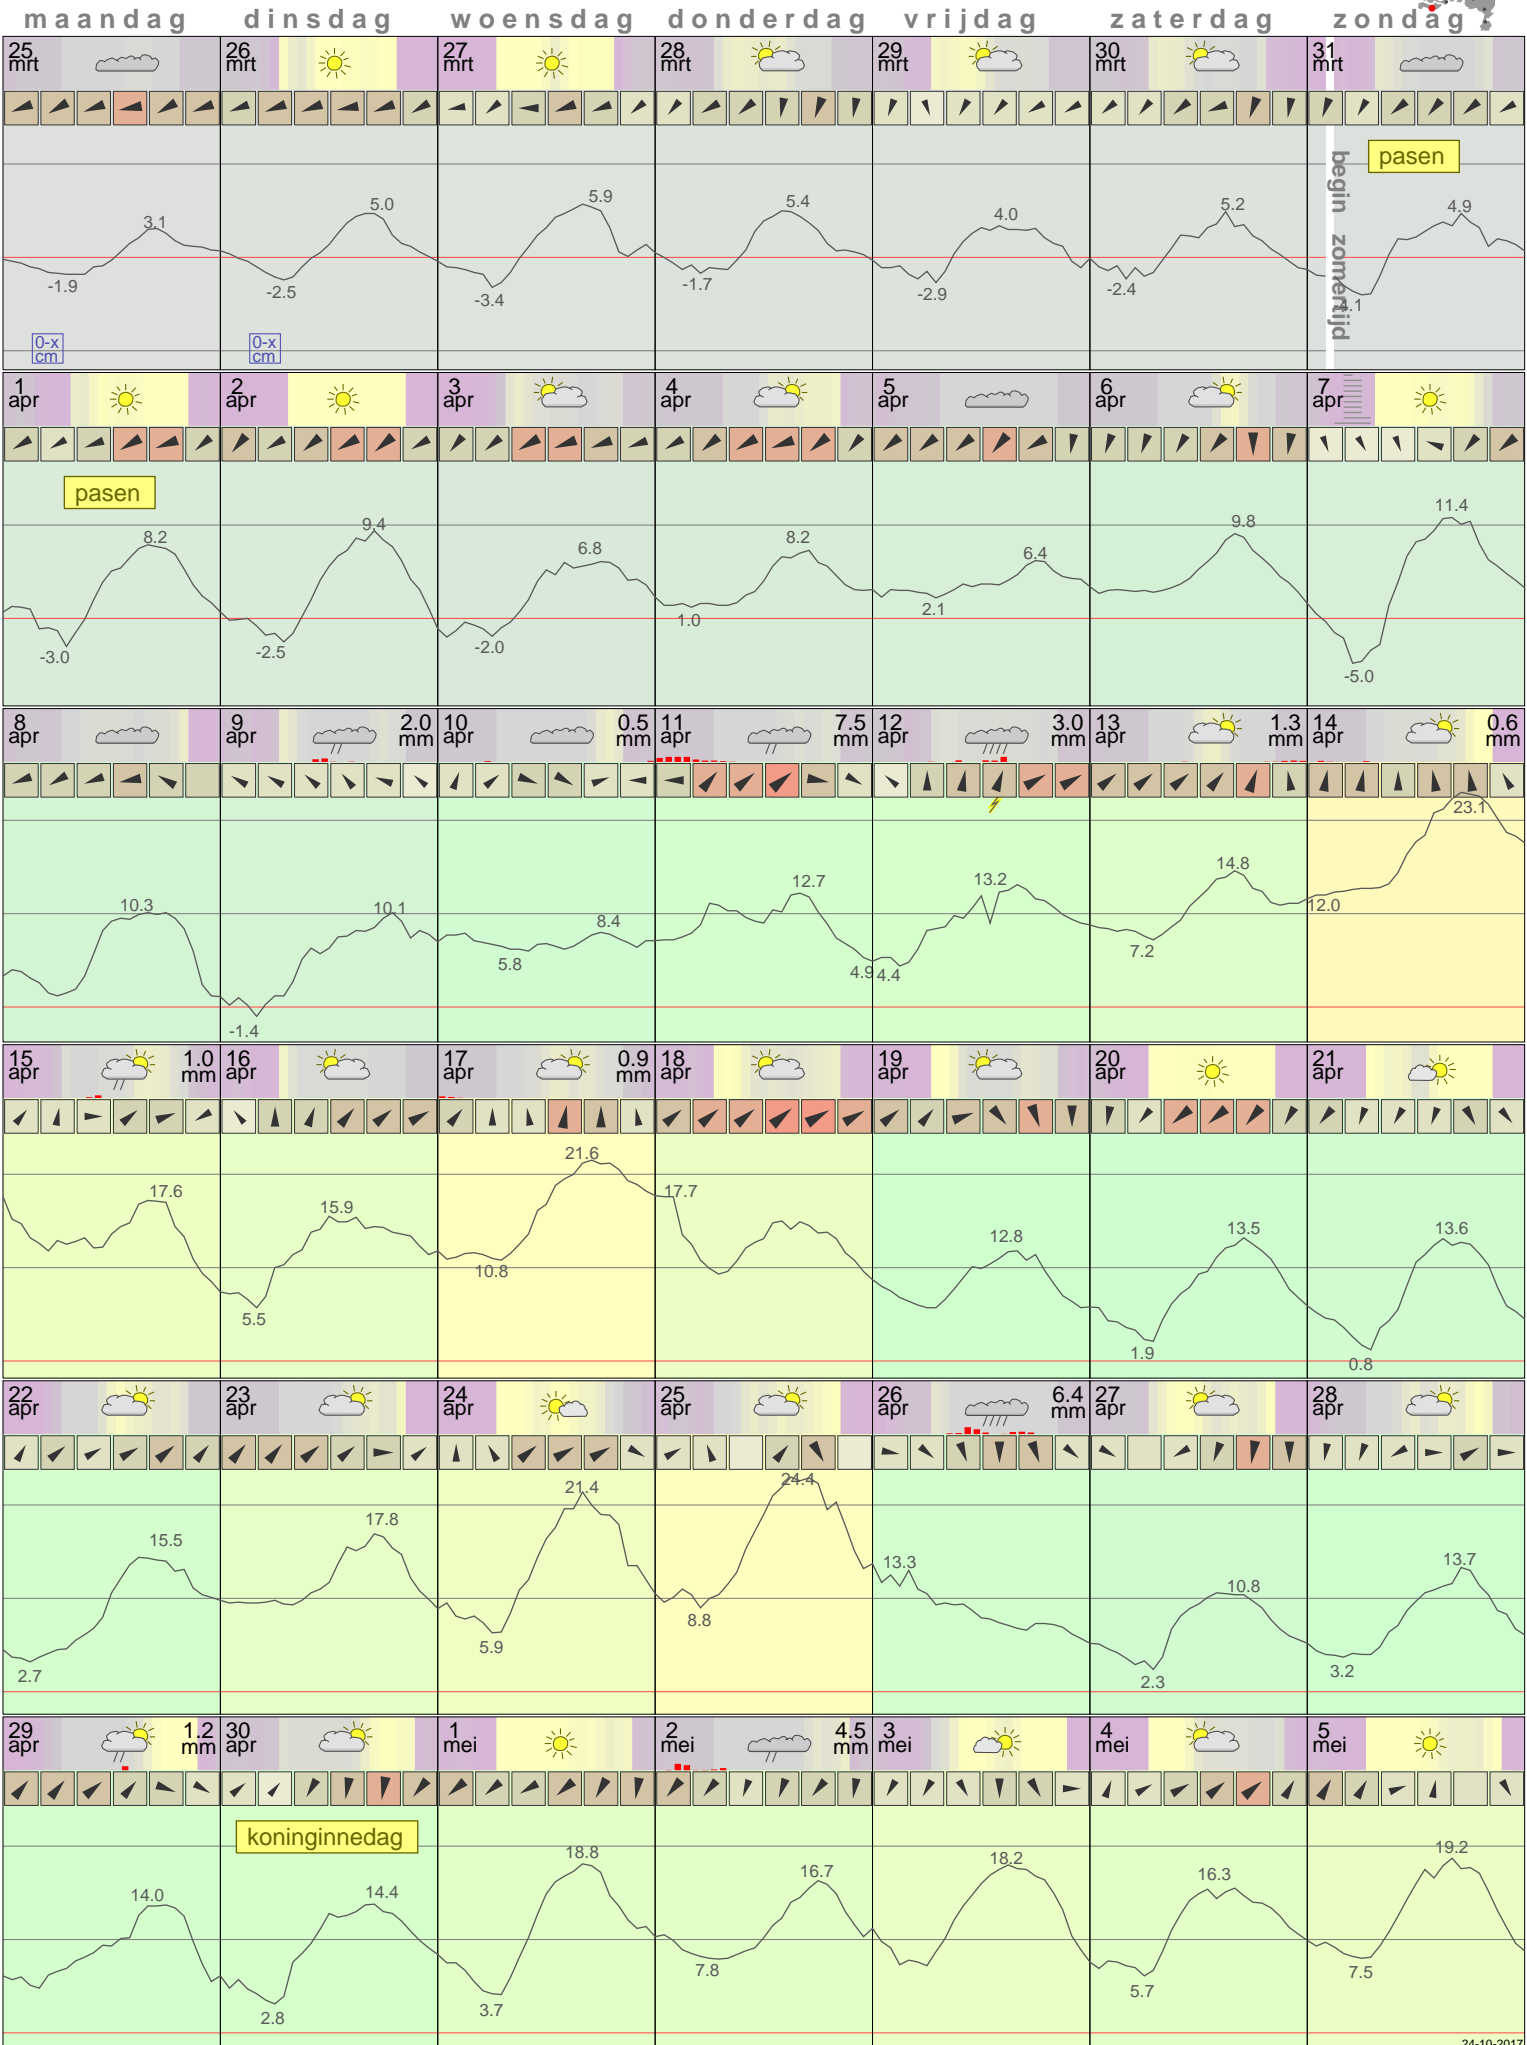 maandag dinsdag woensdag donderdag vrijdag zaterdag zondag
25 26 27 28 29 30 31
mrt mrt mrt mrt mrt mrt mrt
pasen
begin zomertijd
3.1 5.0 5.9 5.4 4.0 5.2 4.9
-1.9 -2.5 -3.4 -1.7 -2.9 -2.4 -4.1
0-x 0-x
cm cm
1 2 3 4 5 6 7
apr apr apr apr apr apr apr
pasen
8.2 9.4 6.8 8.2 6.4 9.8 11.4
-3.0 -2.5 -2.0 1.0 2.1 -5.0
8 9 2.0 10 0.5 11 7.5 12 3.0 13 1.3 14 0.6
apr apr mm apr mm apr mm apr mm apr mm apr mm
10.3 10.1 8.4 12.7 13.2 14.8 23.1
-1.4 5.8 4.9 4.4 7.2 12.0
15 1.0 16 17 0.9 18 19 20 21
apr mm apr apr mm apr apr apr apr
17.6 15.9 21.6 17.7 12.8 13.5 13.6
5.5 10.8 1.9 0.8
22 23 24 25 26 6.4 27 28
apr apr apr apr apr mm apr apr
15.5 17.8 21.4 24.4 13.3 10.8 13.7
2.7 5.9 8.8 2.3 3.2
29 1.2 30 1 2 4.5 3 4 5
apr mm apr mei mei mm mei mei mei
koninginnedag
14.0 14.4 18.8 16.7 18.2 16.3 19.2
2.8 3.7 7.8 5.7 7.5
24-10-2017